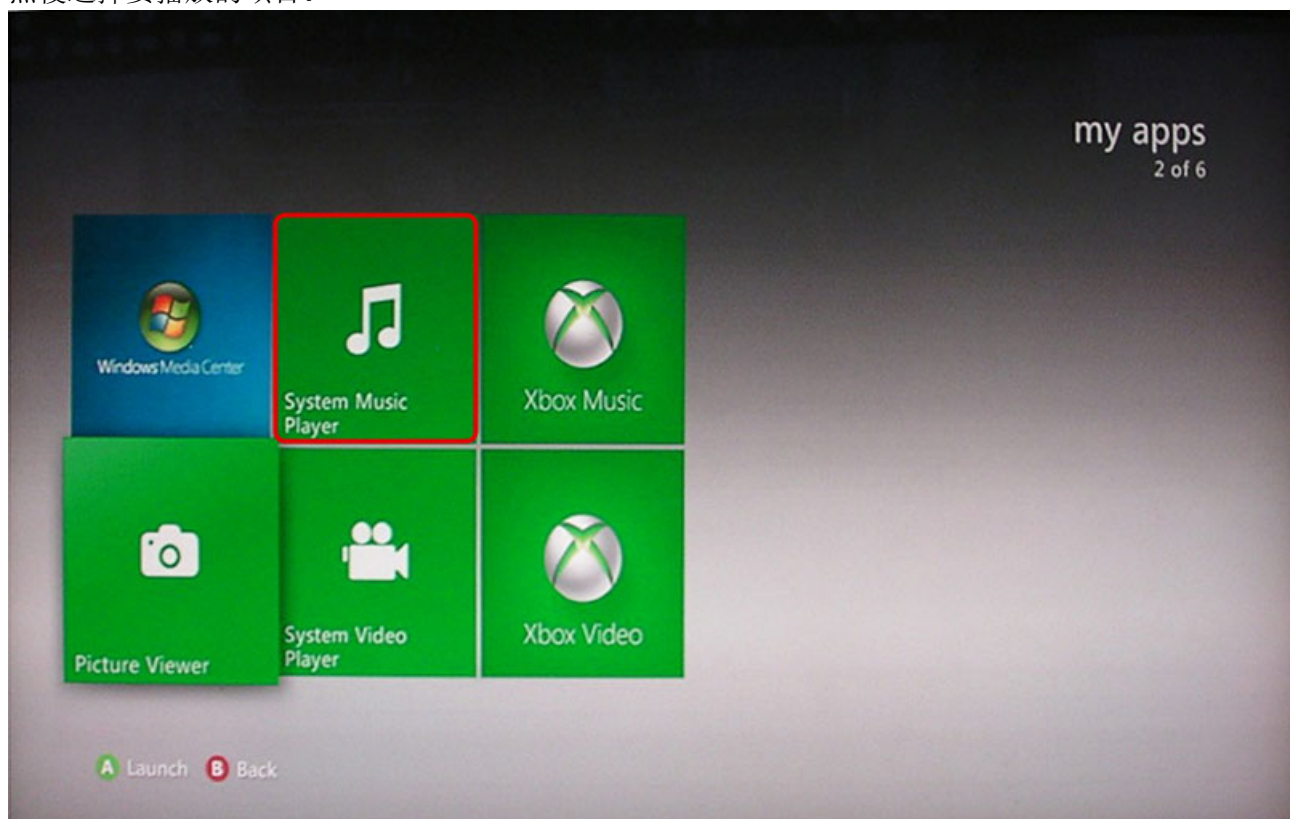 my apps
2 of 6
Windows Media Center
System Music
Player
Xbox Music
Picture Viewer
System Video
Player
Xbox Video
A Launch B Back